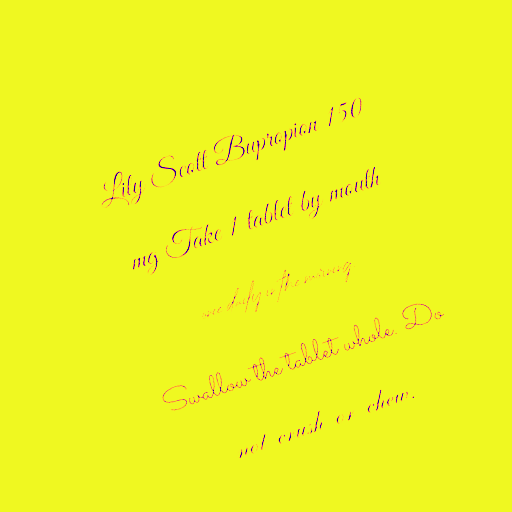 Lily Scott Bupropion 150
mg Take 1 tablet by mouth
once daily in the
Swallow the tablet whole. Do
not crush or chew.